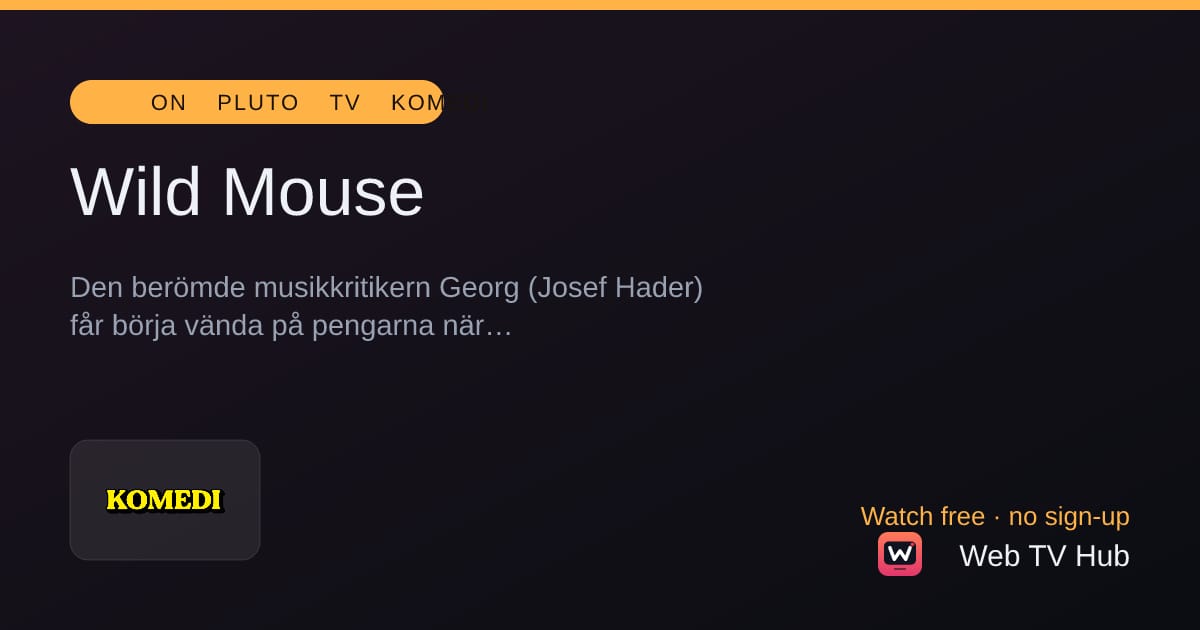 ON PLUTO TV KOM
Wild Mouse
Den berömde musikkritikern Georg (Josef Hader)
får börja vända på pengarna när…
KOMEDI
Watch free · no sign-up
W
Web TV Hub